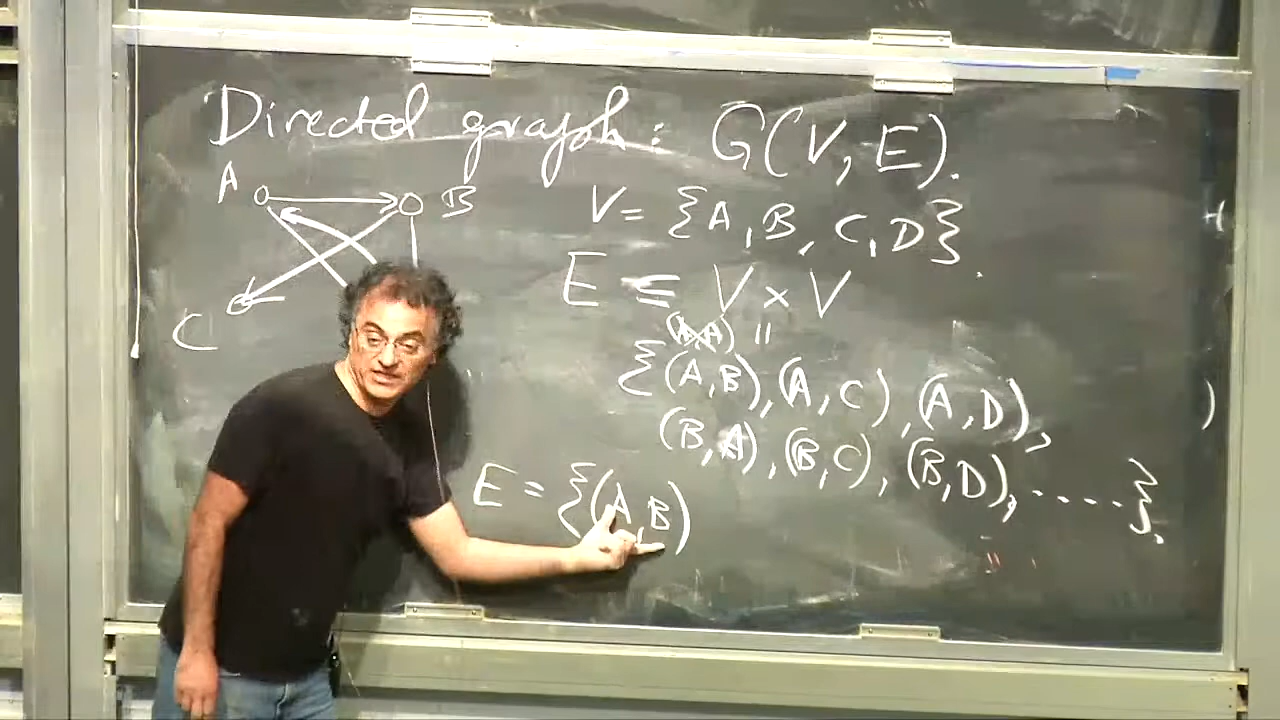 Directed graph: G(V, E).
A B
C
V = {A, B, C, D}.
E ⊆ V × V
(A,A) ||
{(A,B), (A,C), (A,D),
(B,A), (B,C), (B,D), .....}.
E = {(A,B)